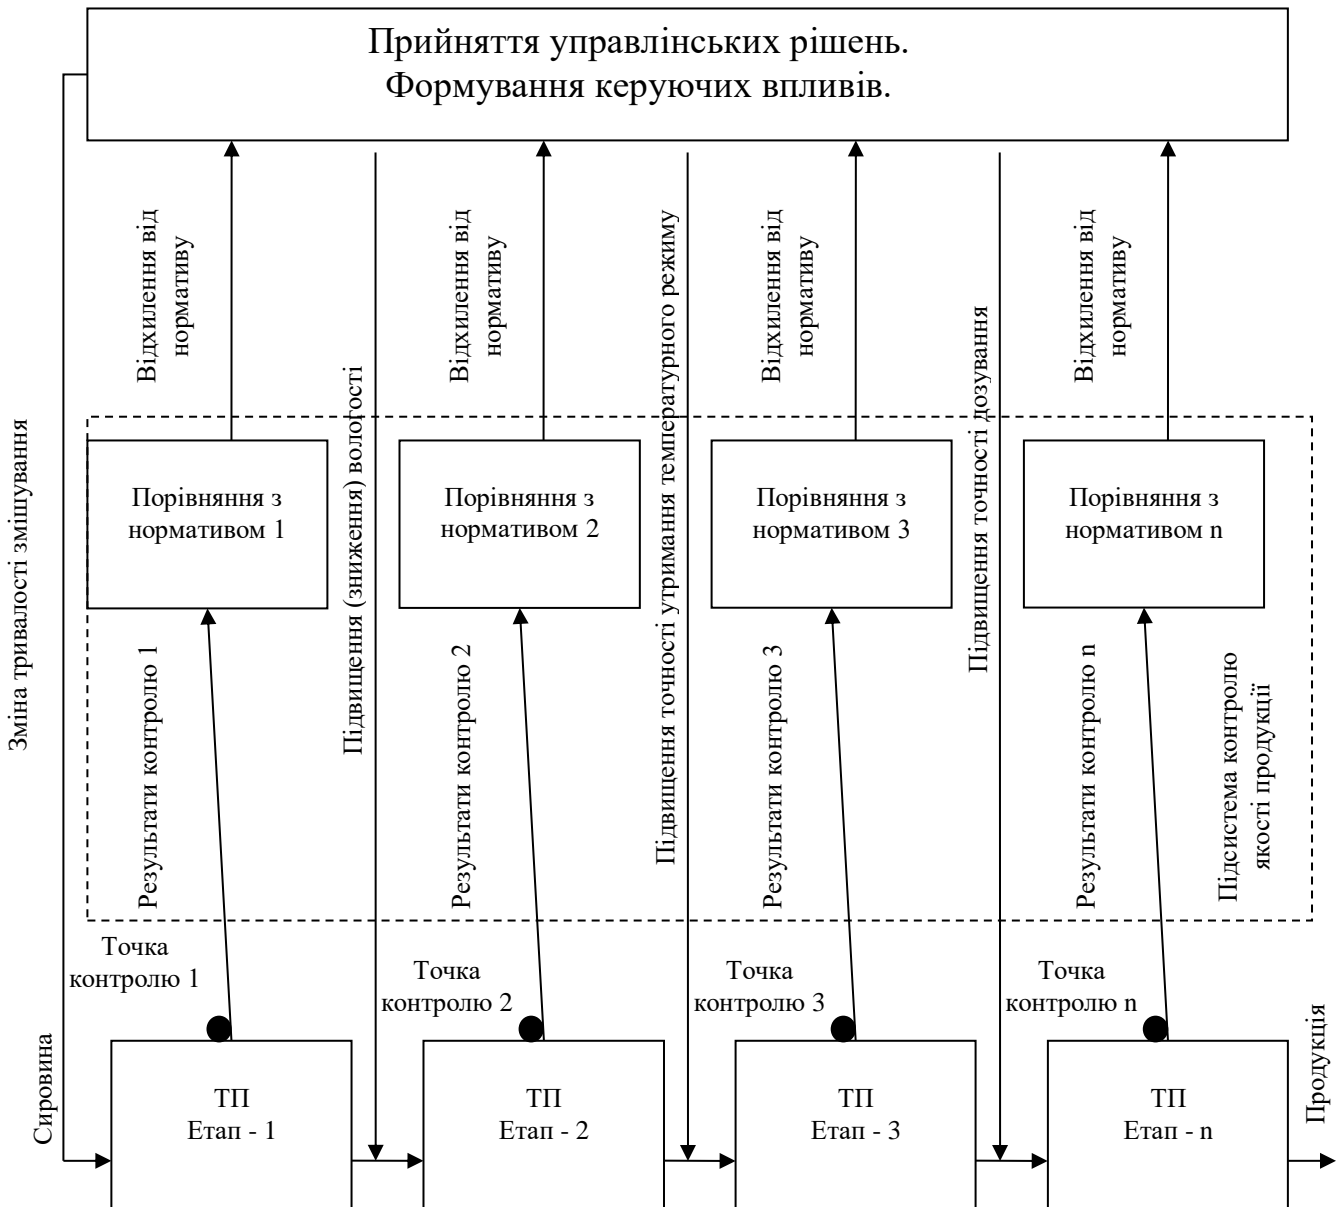 Прийняття управлінських рішень.
Формування керуючих впливів.
Відхилення від
нормативу
Відхилення від
нормативу
Відхилення від
нормативу
Відхилення від
нормативу
Зміна тривалості змішування
Підвищення (зниження) вологості
Підвищення точності утримання температурного режиму
Підвищення точності дозування
Порівняння з
нормативом 1
Порівняння з
нормативом 2
Порівняння з
нормативом 3
Порівняння з
нормативом n
Результати контролю 1
Результати контролю 2
Результати контролю 3
Результати контролю n
Підсистема контролю
якості продукції
Точка
контролю 1
Точка
контролю 2
Точка
контролю 3
Точка
контролю n
Сировина
ТП
Етап - 1
ТП
Етап - 2
ТП
Етап - 3
ТП
Етап - n
Продукція